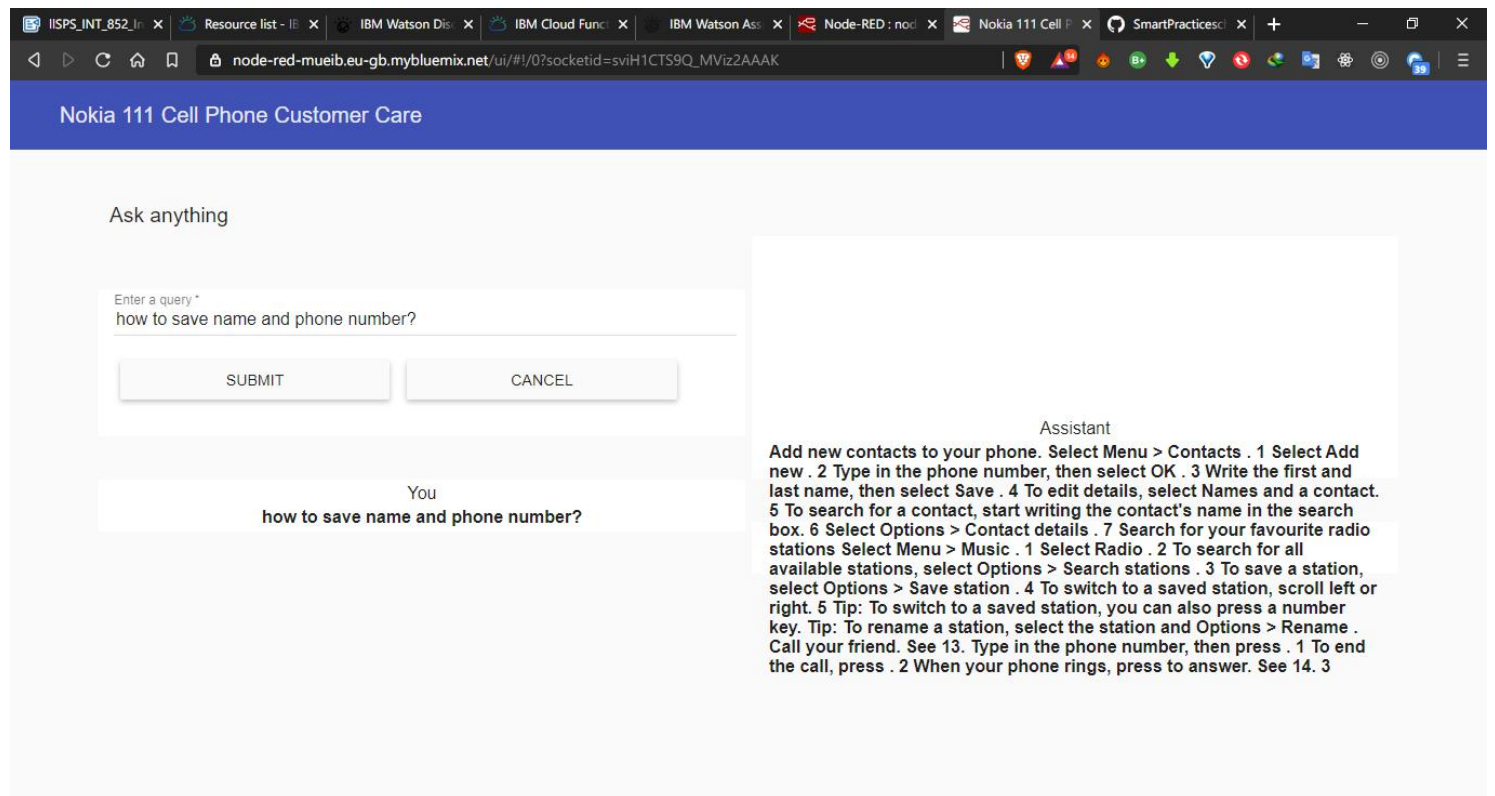 IISPS_INT_852_In
Resource list - IB
IBM Watson Dis
IBM Cloud Funct
IBM Watson Ass
Node-RED : nod
Nokia 111 Cell P
SmartPracticesc
node-red-mueib.eu-gb.mybluemix.net/ui/#!/0?socketid=sviH1CTS9Q_MViz2AAAK
14
B+
39
Nokia 111 Cell Phone Customer Care
Ask anything
Enter a query *
how to save name and phone number?
SUBMIT CANCEL
You
how to save name and phone number?
Assistant
Add new contacts to your phone. Select Menu > Contacts . 1 Select Add
new . 2 Type in the phone number, then select OK . 3 Write the first and
last name, then select Save . 4 To edit details, select Names and a contact.
5 To search for a contact, start writing the contact's name in the search
box. 6 Select Options > Contact details . 7 Search for your favourite radio
stations Select Menu > Music . 1 Select Radio . 2 To search for all
available stations, select Options > Search stations . 3 To save a station,
select Options > Save station . 4 To switch to a saved station, scroll left or
right. 5 Tip: To switch to a saved station, you can also press a number
key. Tip: To rename a station, select the station and Options > Rename .
Call your friend. See 13. Type in the phone number, then press . 1 To end
the call, press . 2 When your phone rings, press to answer. See 14. 3